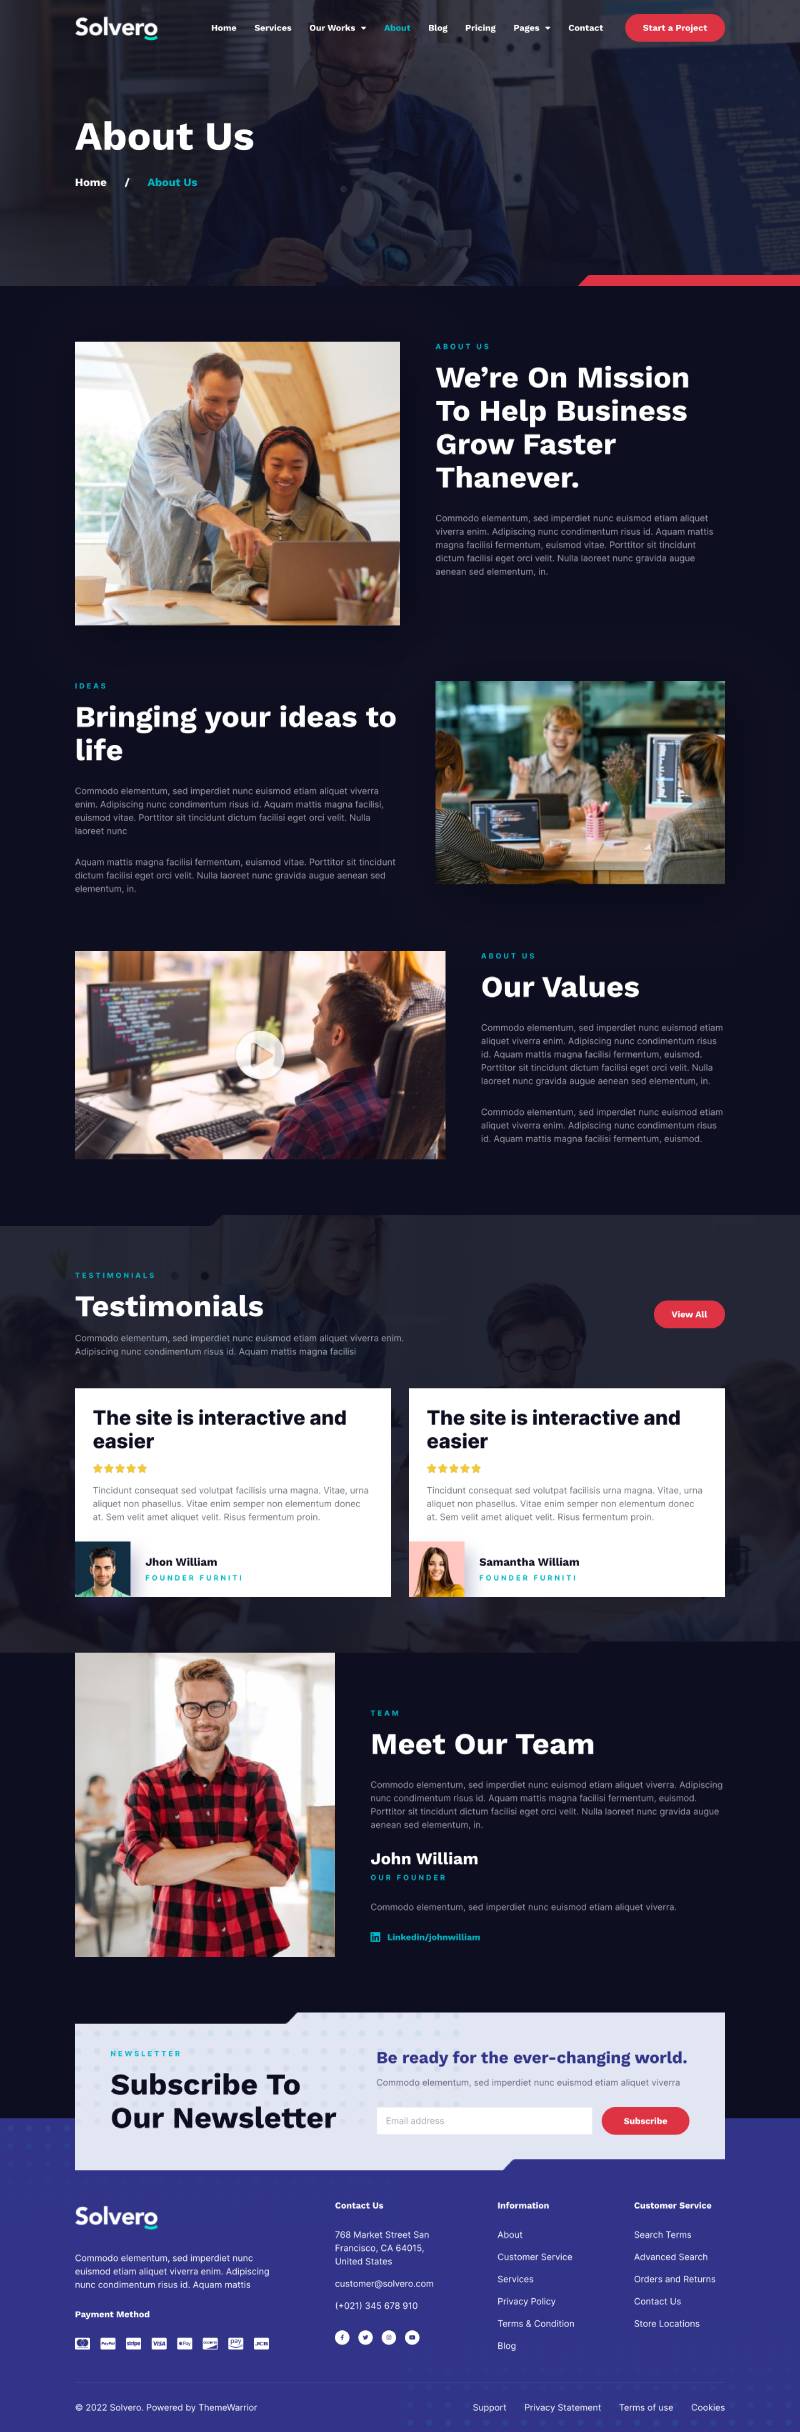 Solvero
Home Services Our Works About Blog Pricing Pages Contact Start a Project
About Us
Home / About Us
ABOUT US
We're On Mission
To Help Business
Grow Faster
Thanever.
Commodo elementum, sed imperdiet nunc euismod etiam aliquet
viverra enim. Adipiscing nunc condimentum risus id. Aquam mattis
magna facilisi fermentum, euismod vitae. Porttitor sit tincidunt
dictum facilisi eget orci velit. Nulla laoreet nunc gravida augue
aenean sed elementum, in.
IDEAS
Bringing your ideas to
life
Commodo elementum, sed imperdiet nunc euismod etiam aliquet viverra
enim. Adipiscing nunc condimentum risus id. Aquam mattis magna facilisi,
euismod vitae. Porttitor sit tincidunt dictum facilisi eget orci velit. Nulla
laoreet nunc
Aquam mattis magna facilisi fermentum, euismod vitae. Porttitor sit tincidunt
dictum facilisi eget orci velit. Nulla laoreet nunc gravida augue aenean sed
elementum, in.
ABOUT US
Our Values
Commodo elementum, sed imperdiet nunc euismod etiam
aliquet viverra enim. Adipiscing nunc condimentum risus
id. Aquam mattis magna facilisi fermentum, euismod.
Porttitor sit tincidunt dictum facilisi eget orci velit. Nulla
laoreet nunc gravida augue aenean sed elementum, in.
Commodo elementum, sed imperdiet nunc euismod etiam
aliquet viverra enim. Adipiscing nunc condimentum risus
id. Aquam mattis magna facilisi fermentum, euismod.
TESTIMONIALS
Testimonials
Commodo elementum, sed imperdiet nunc euismod etiam aliquet viverra enim.
Adipiscing nunc condimentum risus id. Aquam mattis magna facilisi
View All
The site is interactive and
easier
Tincidunt consequat sed volutpat facilisis urna magna. Vitae, urna
aliquet non phasellus. Vitae enim semper non elementum donec
at. Sem velit amet aliquet velit. Risus fermentum proin.
Jhon William
FOUNDER FURNITI
The site is interactive and
easier
Tincidunt consequat sed volutpat facilisis urna magna. Vitae, urna
aliquet non phasellus. Vitae enim semper non elementum donec
at. Sem velit amet aliquet velit. Risus fermentum proin.
Samantha William
FOUNDER FURNITI
TEAM
Meet Our Team
Commodo elementum, sed imperdiet nunc euismod etiam aliquet viverra. Adipiscing
nunc condimentum risus id. Aquam mattis magna facilisi fermentum, euismod.
Porttitor sit tincidunt dictum facilisi eget orci velit. Nulla laoreet nunc gravida augue
aenean sed elementum, in.
John William
OUR FOUNDER
Commodo elementum, sed imperdiet nunc euismod etiam aliquet viverra.
Linkedin/johnwilliam
NEWSLETTER
Subscribe To
Our Newsletter
Be ready for the ever-changing world.
Commodo elementum, sed imperdiet nunc euismod etiam aliquet viverra
Email address
Subscribe
Solvero
Commodo elementum, sed imperdiet nunc
euismod etiam aliquet viverra enim. Adipiscing
nunc condimentum risus id. Aquam mattis
Payment Method
PayPal stripe VISA Pay pay JCB
Contact Us
768 Market Street San
Francisco, CA 64015,
United States
customer@solvero.com
(+021) 345 678 910
Information
About
Customer Service
Services
Privacy Policy
Terms & Condition
Blog
Customer Service
Search Terms
Advanced Search
Orders and Returns
Contact Us
Store Locations
© 2022 Solvero. Powered by ThemeWarrior
Support Privacy Statement Terms of use Cookies